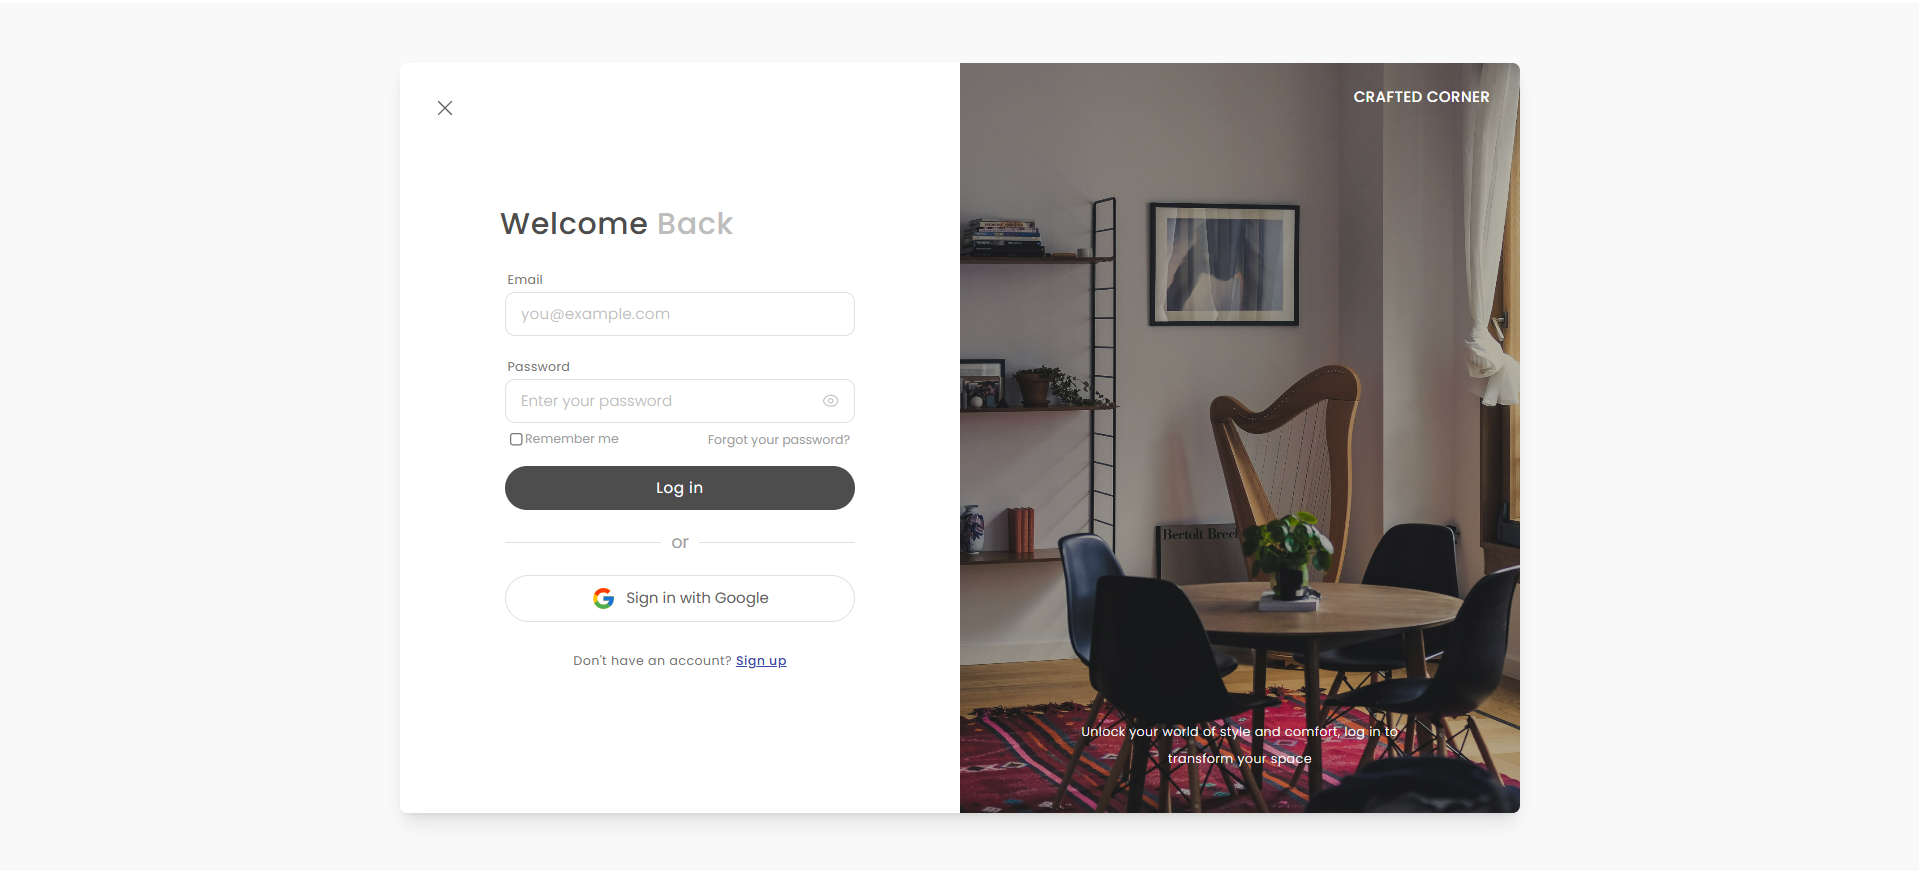 CRAFTED CORNER
Welcome Back
Email
you@example.com
Password
Enter your password
Remember me
Forgot your password?
Log in
or
Sign in with Google
Don't have an account? Sign up
Bertolt Brech
Unlock your world of style and comfort, log in to
transform your space